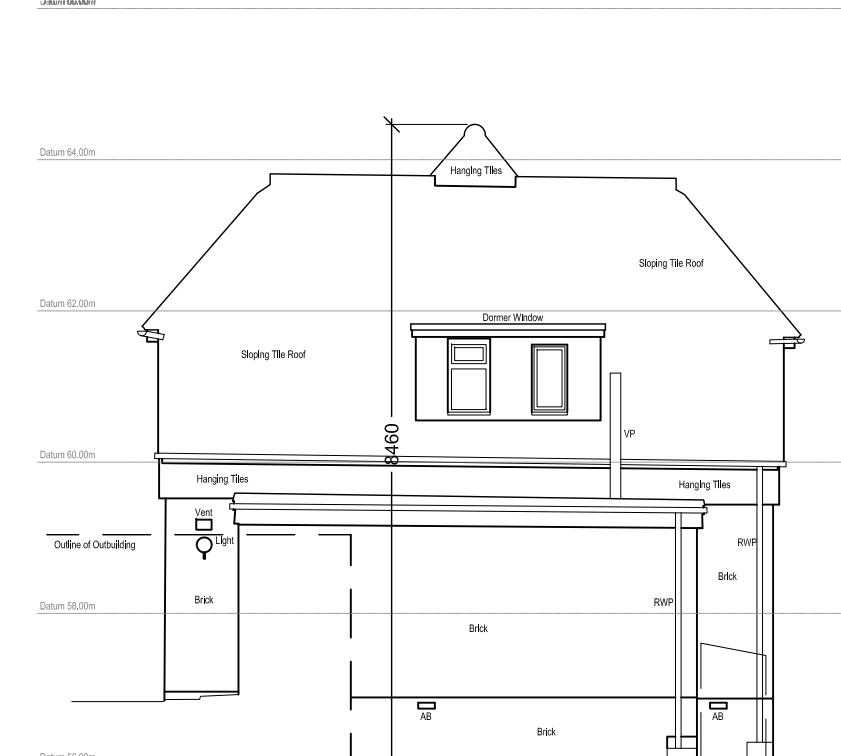 Datum 64.00m
Hanging Tiles
Sloping Tile Roof
Datum 62.00m
Dormer Window
Sloping Tile Roof
8460
VP
Datum 60.00m
Hanging Tiles
Hanging Tiles
Vent
Light
Outline of Outbuilding
RWP
Brick
Brick
RWP
Datum 58.00m
Brick
AB
AB
Brick